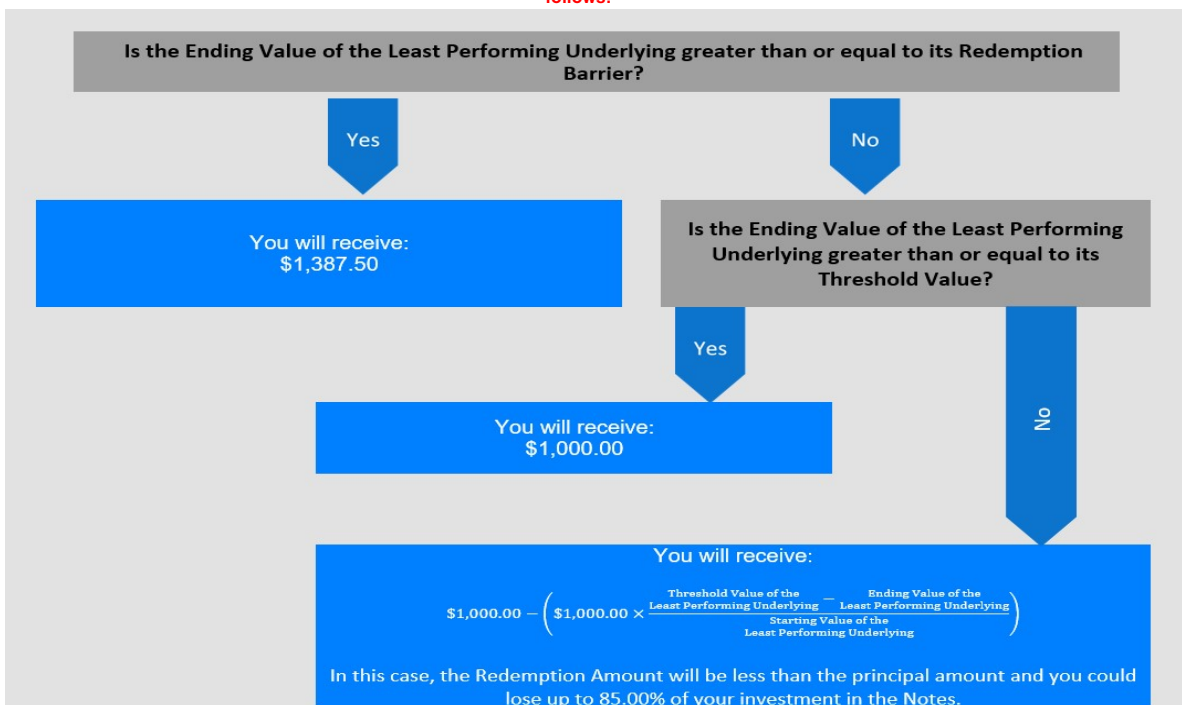 follows:
Is the Ending Value of the Least Performing Underlying greater than or equal to its Redemption
Barrier?
Yes
No
You will receive:
$1,387.50
Is the Ending Value of the Least Performing
Underlying greater than or equal to its
Threshold Value?
Yes
You will receive:
$1,000.00
No
You will receive:
$1,000.00 − ($1,000.00 × (Threshold Value of the Least Performing Underlying − Ending Value of the Least Performing Underlying) / Starting Value of the Least Performing Underlying)
In this case, the Redemption Amount will be less than the principal amount and you could
lose up to 85.00% of your investment in the Notes.